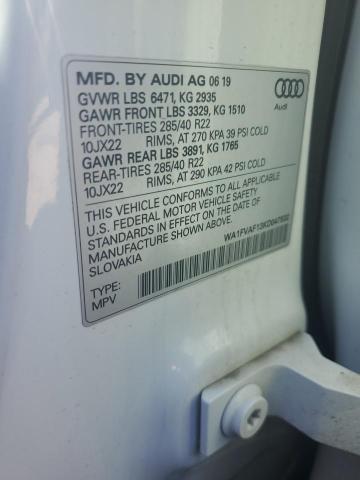 MFD. BY AUDI AG 06 19
GVWR LBS 6471, KG 2935
GAWR FRONT LBS 3329, KG 1510
FRONT-TIRES 285/40 R22
10JX22 RIMS, AT 270 KPA 39 PSI COLD
GAWR REAR LBS 3891, KG 1765
REAR-TIRES 285/40 R22
10JX22 RIMS, AT 290 KPA 42 PSI COLD
THIS VEHICLE CONFORMS TO ALL APPLICABLE
U.S. FEDERAL MOTOR VEHICLE SAFETY
STANDARDS IN EFFECT ON THE DATE OF
MANUFACTURE SHOWN ABOVE.
SLOVAKIA
TYPE:
MPV
Audi